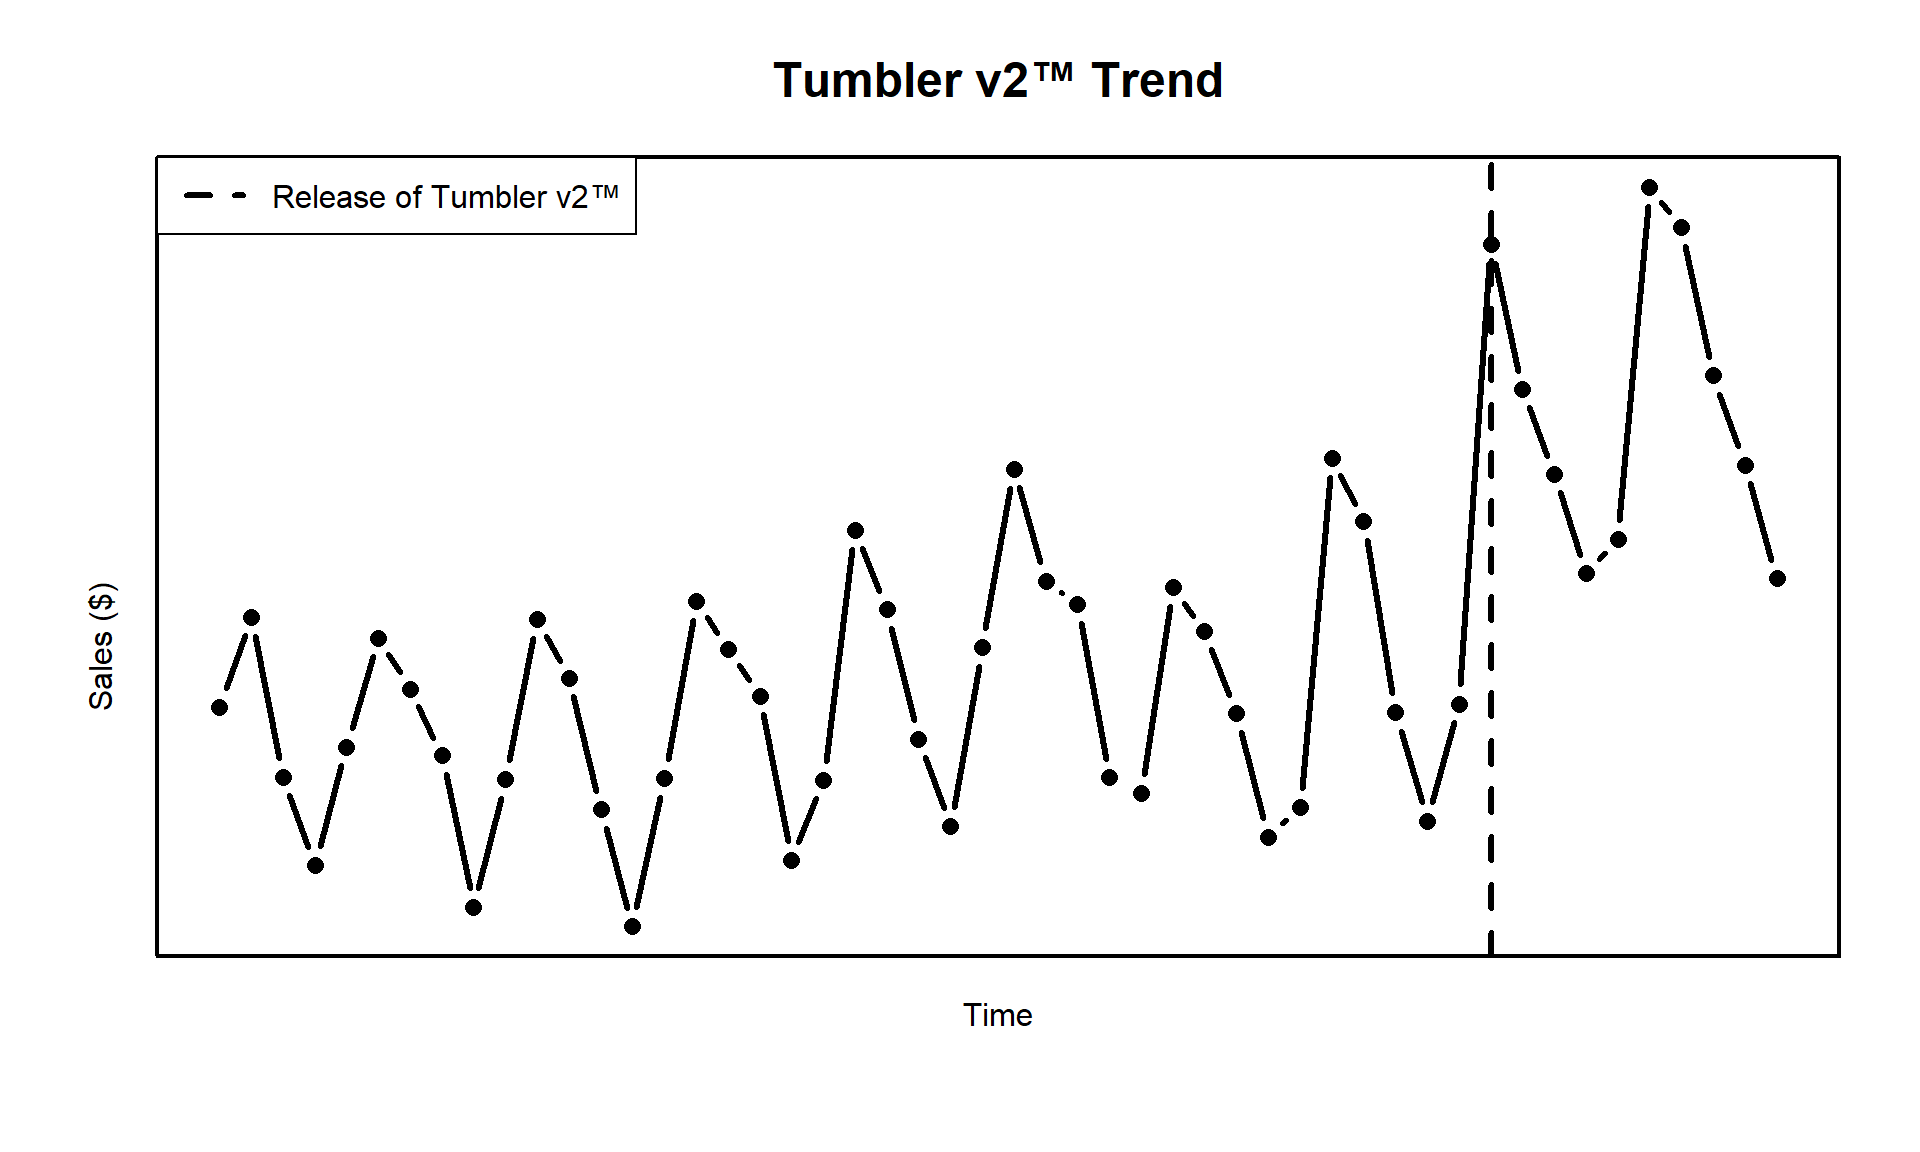 Tumbler v2™ Trend
Release of Tumbler v2™
Sales ($)
Time